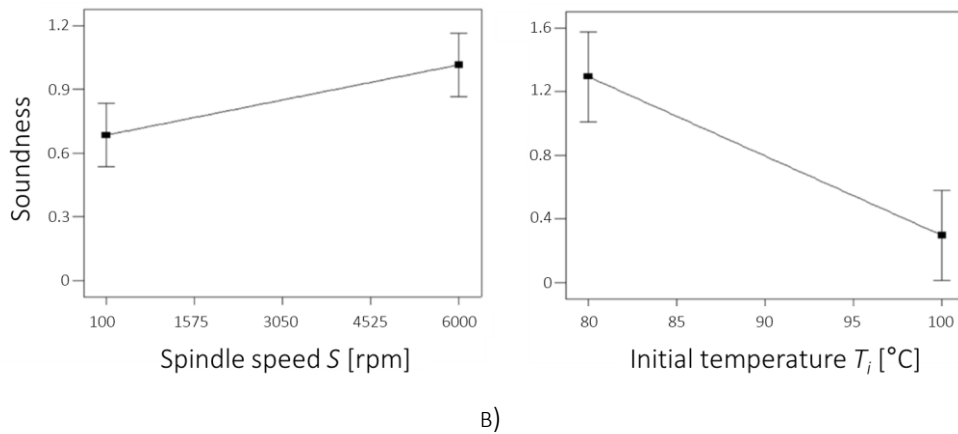 Soundness
1.2
0.9
0.6
0.3
0
100 1575 3050 4525 6000
Spindle speed S [rpm]
1.6
1.2
0.8
0.4
0
80 85 90 95 100
Initial temperature Ti [°C]
B)